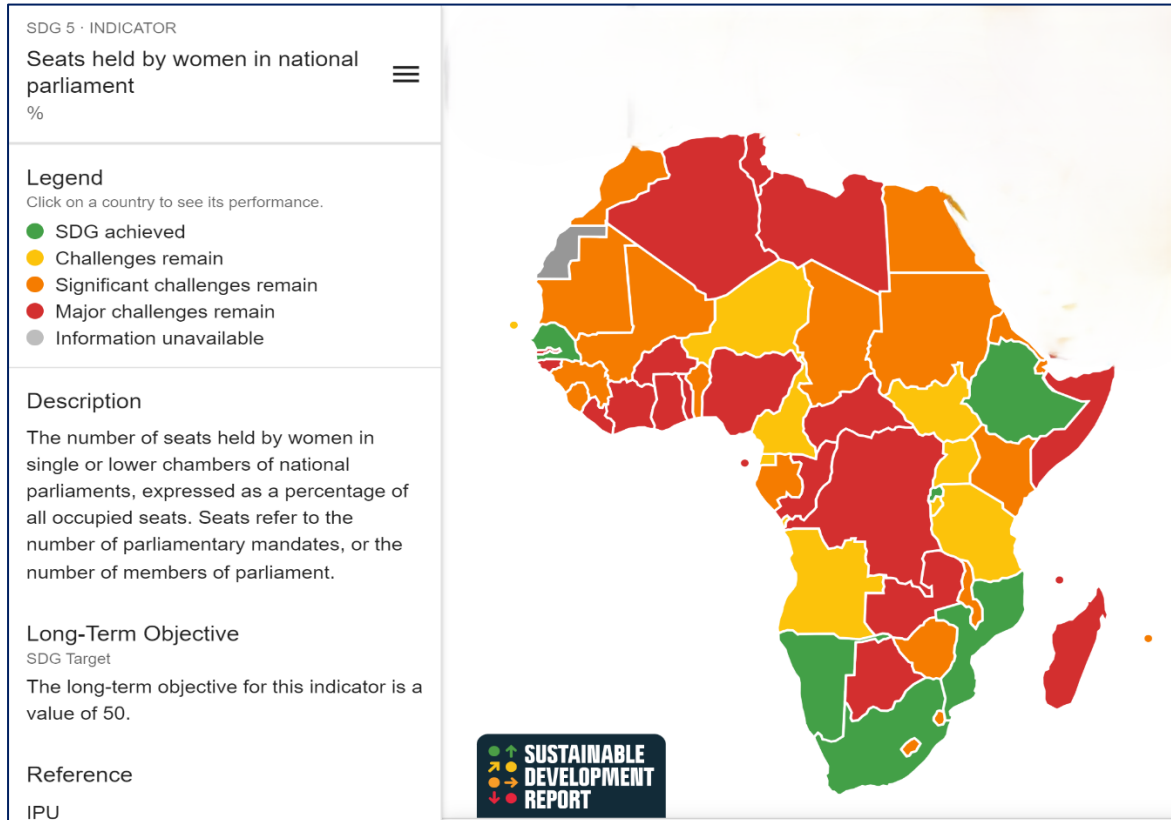 SDG 5 · INDICATOR
Seats held by women in national
parliament
%
Legend
Click on a country to see its performance.
SDG achieved
Challenges remain
Significant challenges remain
Major challenges remain
Information unavailable
Description
The number of seats held by women in
single or lower chambers of national
parliaments, expressed as a percentage of
all occupied seats. Seats refer to the
number of parliamentary mandates, or the
number of members of parliament.
Long-Term Objective
SDG Target
The long-term objective for this indicator is a
value of 50.
Reference
IPU
SUSTAINABLE
DEVELOPMENT
REPORT